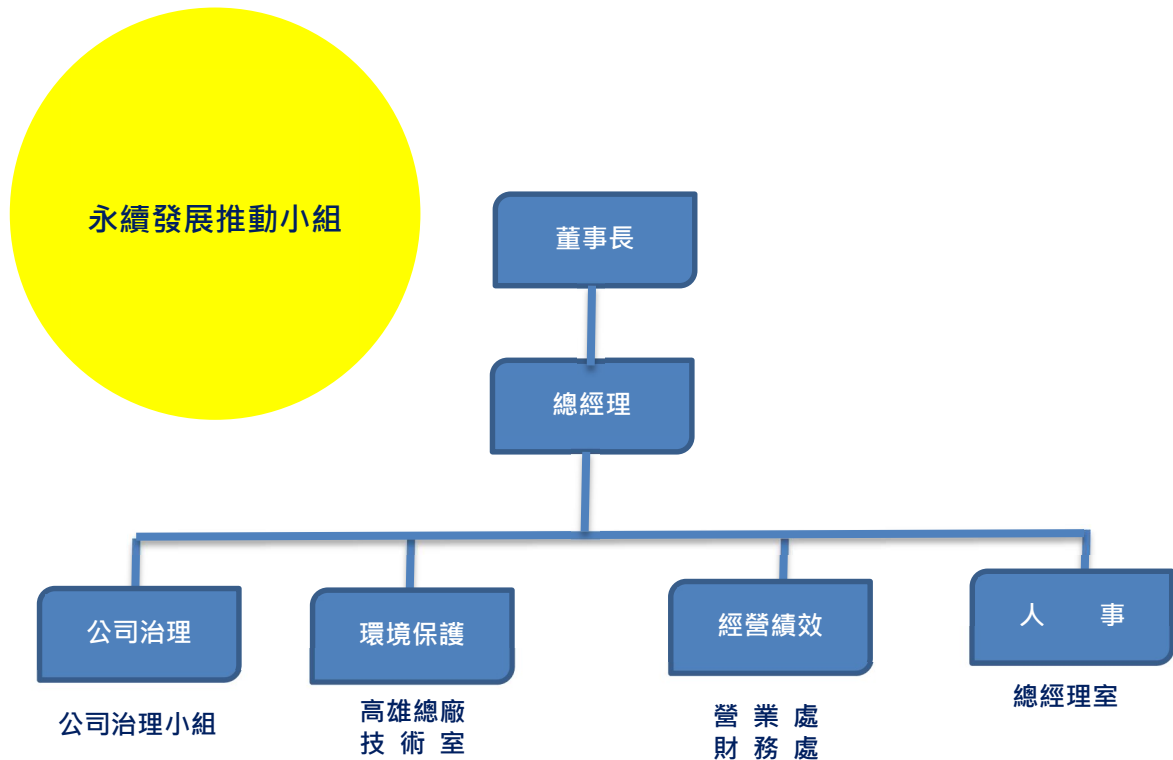 永續發展推動小組
董事長
總經理
公司治理
環境保護
經營績效
人 事
公司治理小組
高雄總廠
技 術 室
營 業 處
財 務 處
總經理室